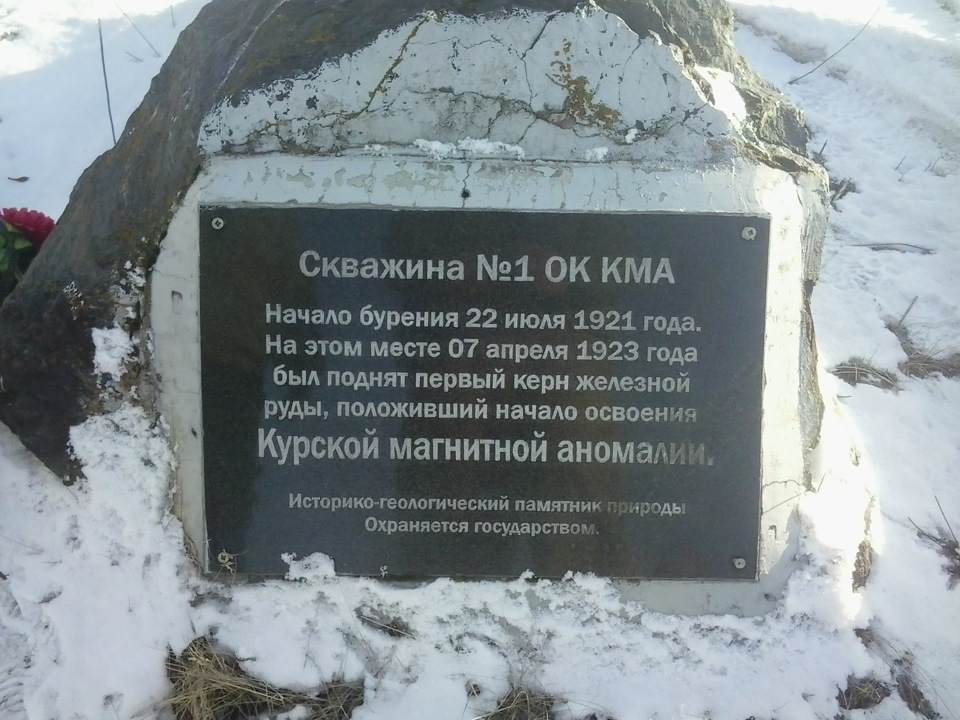 Скважина №1 ОК КМА
Начало бурения 22 июля 1921 года.
На этом месте 07 апреля 1923 года
был поднят первый керн железной
руды, положивший начало освоения
Курской магнитной аномалии.
Историко-геологический памятник природы
Охраняется государством.